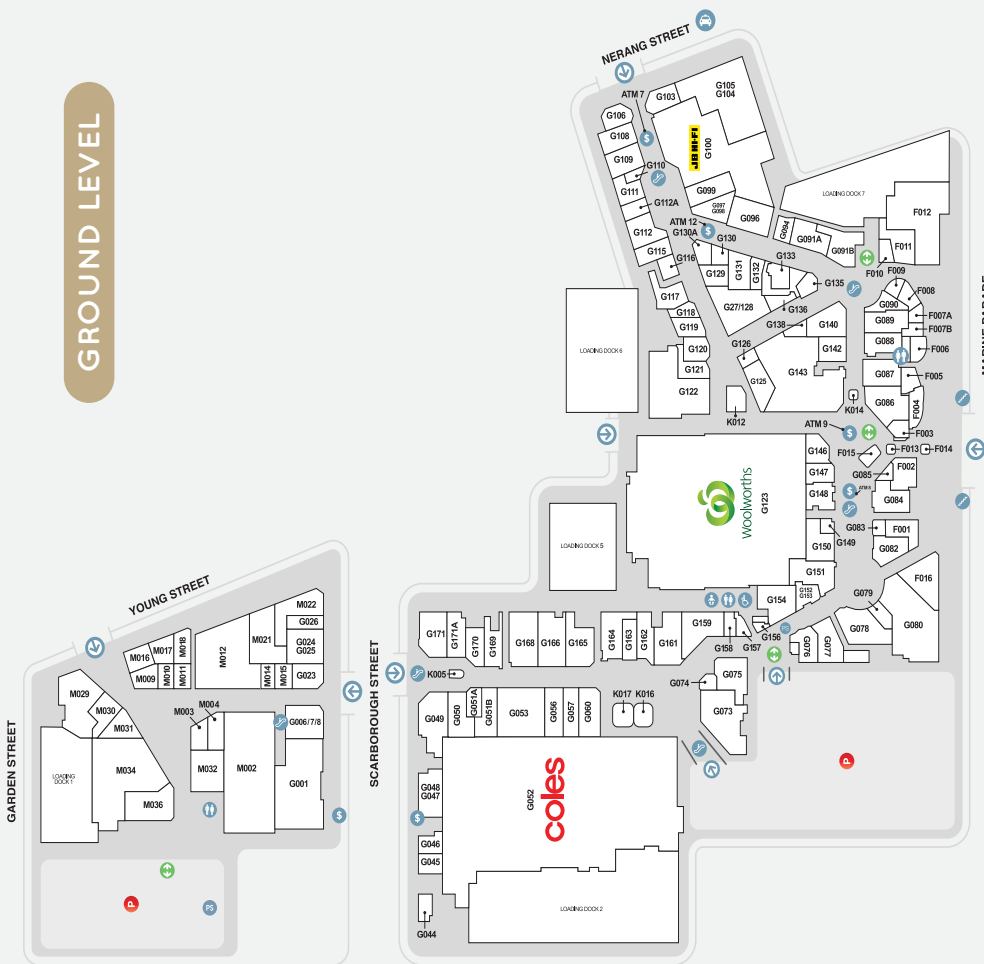 GROUND LEVEL
NERANG STREET
ATM 7
G103
G105
G104
G106
G108
G109
G110
G111
G112A
JB HI-FI
G100
G099
G097
G098
G096
LOADING DOCK 7
F012
ATM 12
G130A
G130
G112
G115
G116
G094
G091A
G091B
F011
F010
F009
G129
G131
G132
G133
G135
G136
G27/128
G117
G118
G119
G120
G121
G122
LOADING DOCK 6
G090
F008
G089
F007A
F007B
G088
F006
G138
G140
G142
G126
G125
G143
G087
F005
G086
F004
K012
K014
ATM 9
F003
F013
F014
F015
MARINE PARADE
G146
G147
G148
G085
F002
ATM 8
G084
Woolworths
G123
G149
G150
G151
G083
F001
G082
LOADING DOCK 5
F016
G154
G152
G153
G079
G078
G080
G156
PS
G076
G077
YOUNG STREET
M022
G026
M021
G024
G025
M018
M017
M016
M012
M009
M010
M011
M014
M015
G023
SCARBOROUGH STREET
G171
G171A
G170
G169
G168
G166
G165
G164
G163
G162
G161
G159
G158
G157
K005
G074
G075
G073
K017
K016
M029
M030
M031
M003
M004
G006/7/8
G049
G050
G051A
G051B
G053
G056
G057
G060
GARDEN STREET
LOADING DOCK 1
M034
M036
M032
M002
G001
G048
G047
G052
coles
G046
G045
G044
LOADING DOCK 2
P
P
PS